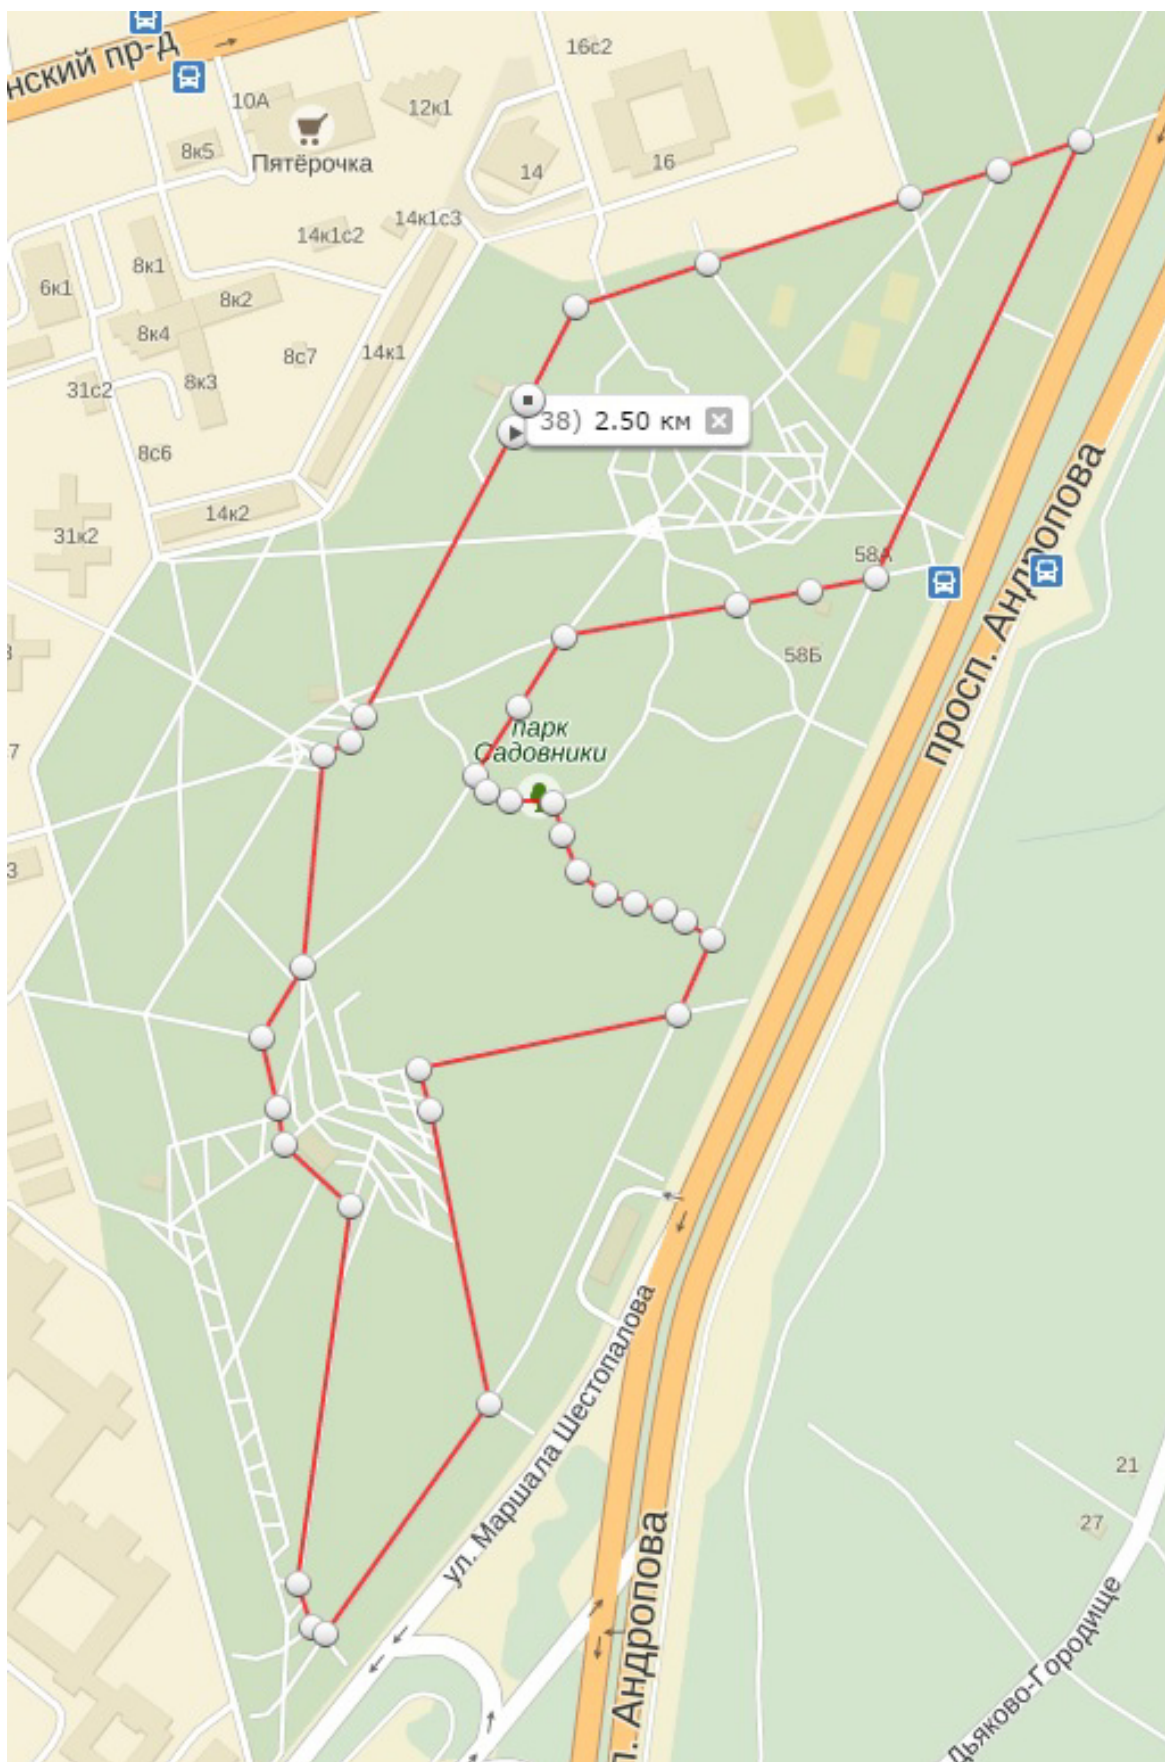 нский пр-д
16с2
10А
12к1
8к5
Пятёрочка
14
16
14к1с3
14к1с2
8к1
6к1
8к2
8к4
8с7
14к1
8к3
31с2
38) 2.50 км
8с6
14к2
31к2
58А
просп. Андропова
58Б
парк
Садовники
7
3
ул. Маршала Шестопалова
21
27
п. Андропова
Дьяково-Городище